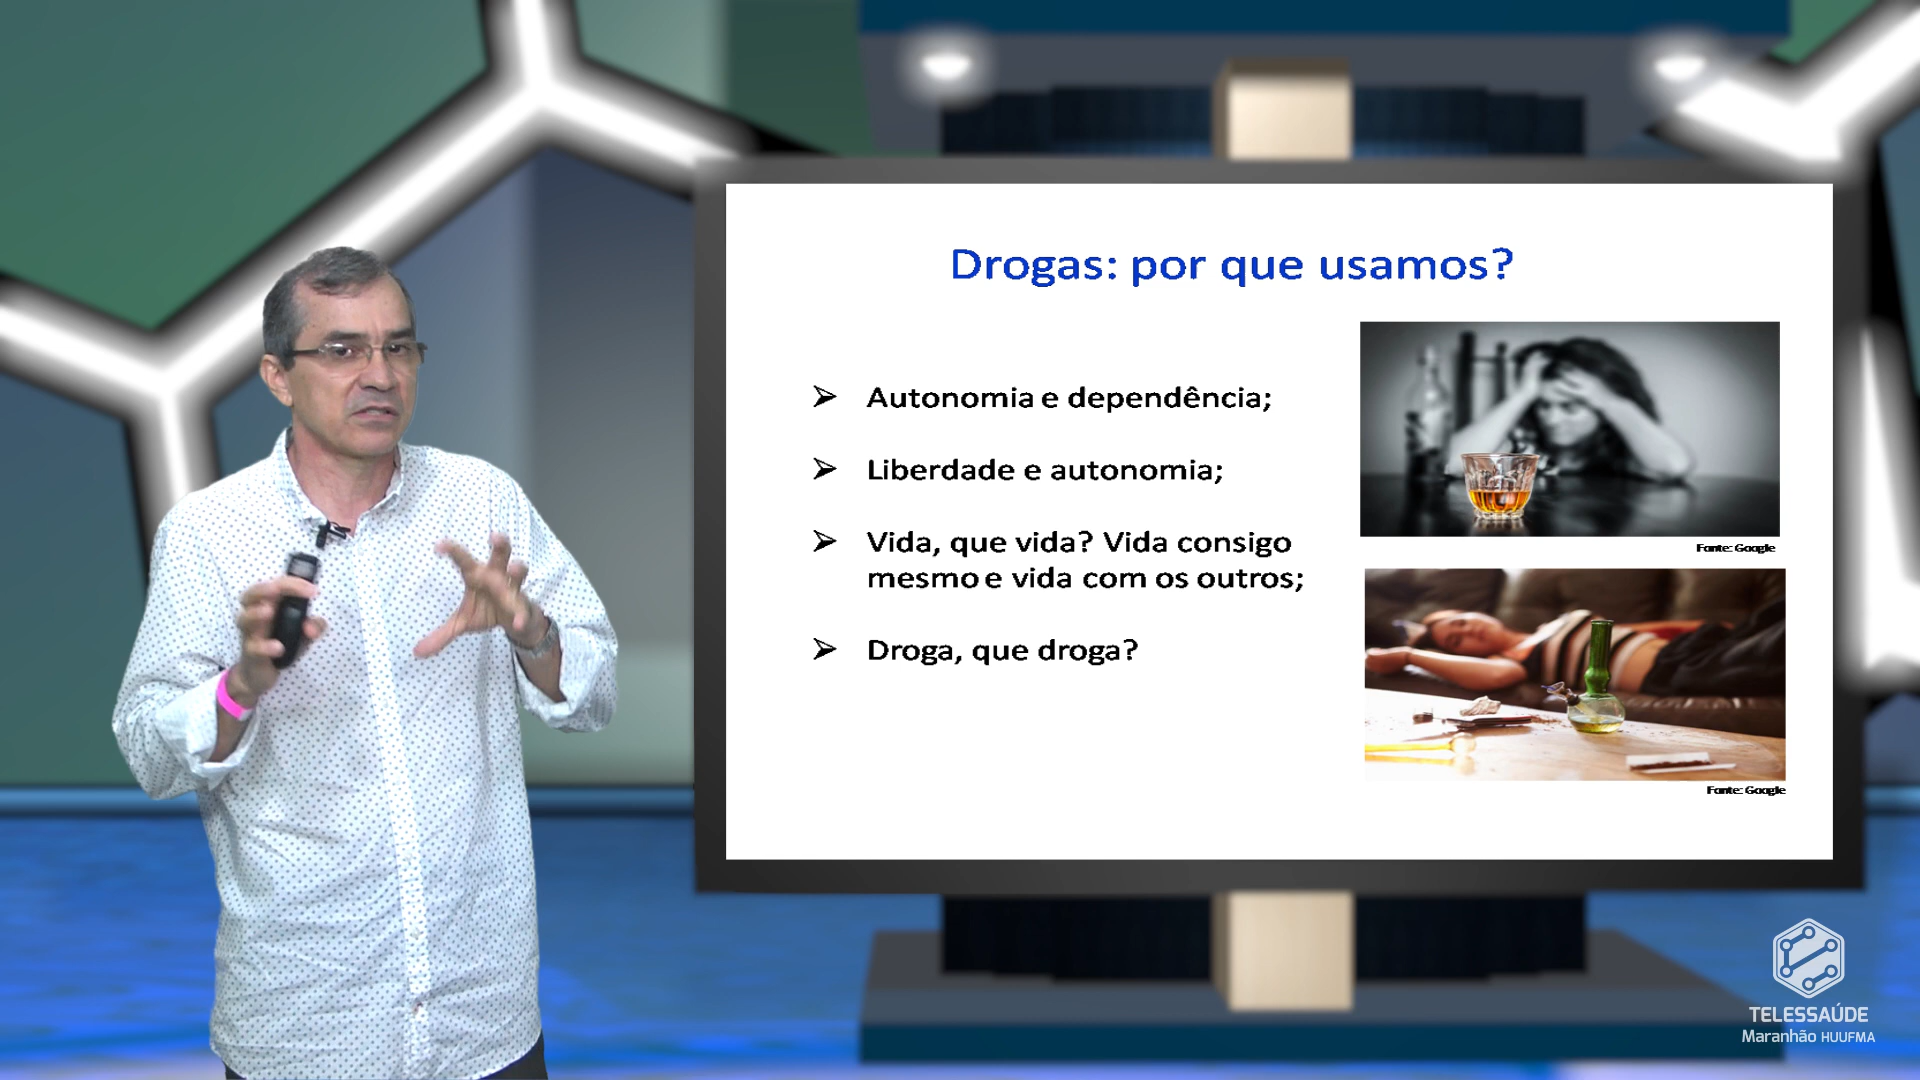 Drogas: por que usamos?
Autonomia e dependência;
Liberdade e autonomia;
Vida, que vida? Vida consigo
mesmo e vida com os outros;
Droga, que droga?
Fonte: Google
Fonte: Google
TELESSAÚDE
Maranhão HUUFMA